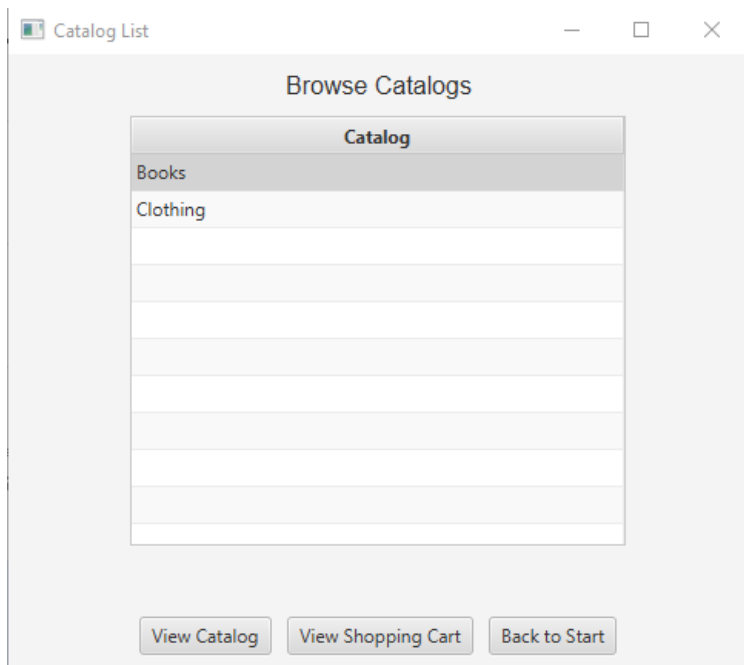 Catalog List
Browse Catalogs
Catalog
Books
Clothing
View Catalog View Shopping Cart Back to Start